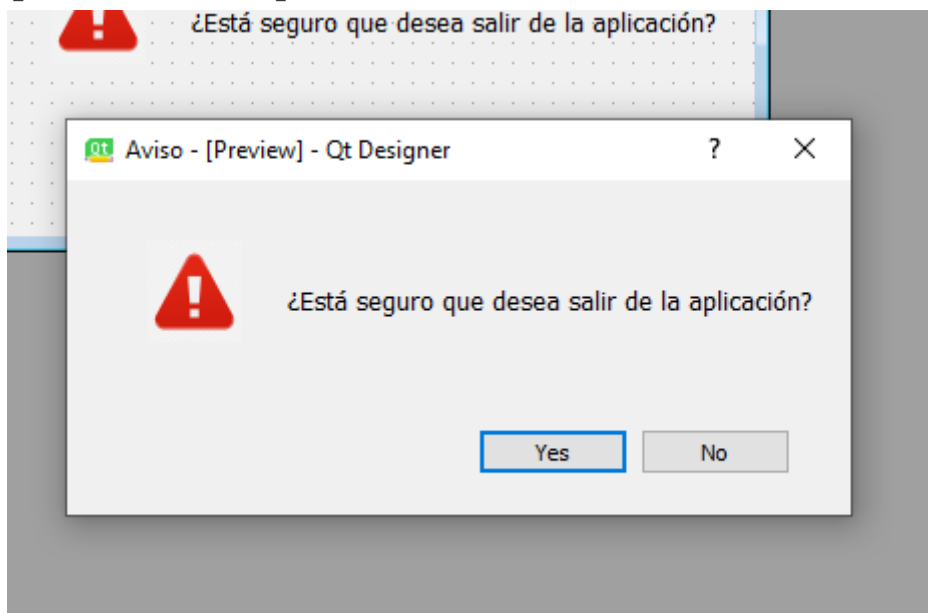 ¿Está seguro que desea salir de la aplicación?
Qt Aviso - [Preview] - Qt Designer ?
¿Está seguro que desea salir de la aplicación?
Yes No